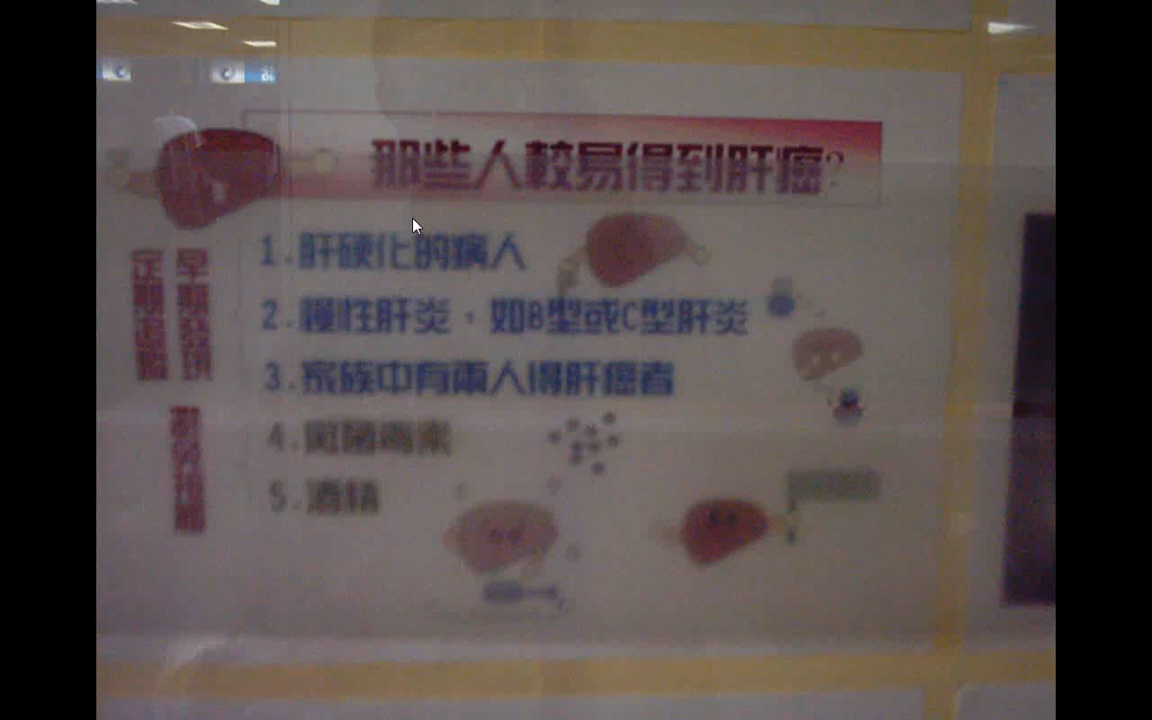 那些人較易得到肝癌?
1.肝硬化的病人
2.慢性肝炎，如B型或C型肝炎
3.家族中有兩人得肝癌者
4.黴菌毒素
5.酒精
早期發現
定期追蹤